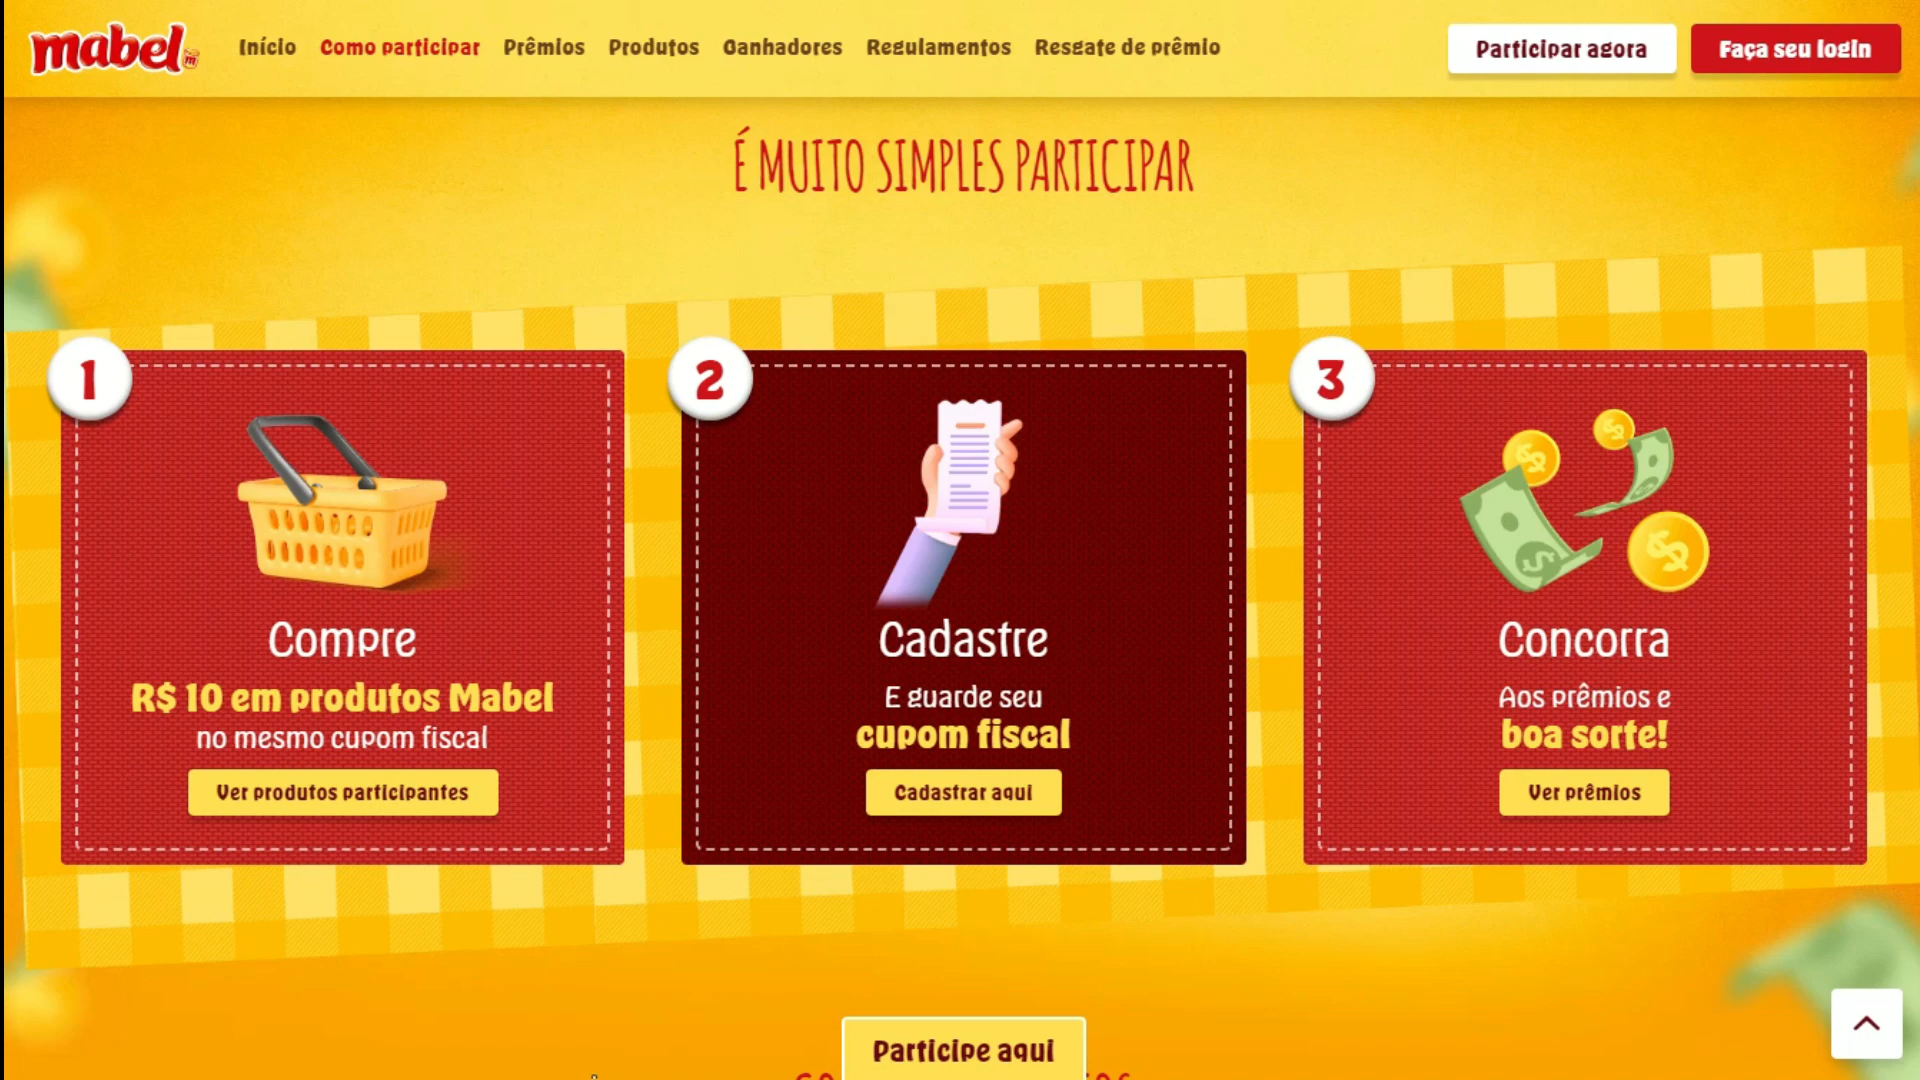 mabel
Início Como participar Prêmios Produtos Ganhadores Regulamentos Resgate de prêmio
Participar agora
Faça seu login
É MUITO SIMPLES PARTICIPAR
1
Compre
R$ 10 em produtos Mabel
no mesmo cupom fiscal
Ver produtos participantes
2
Cadastre
E guarde seu
cupom fiscal
Cadastrar aqui
3
Concorra
Aos prêmios e
boa sorte!
Ver prêmios
Participe aqui